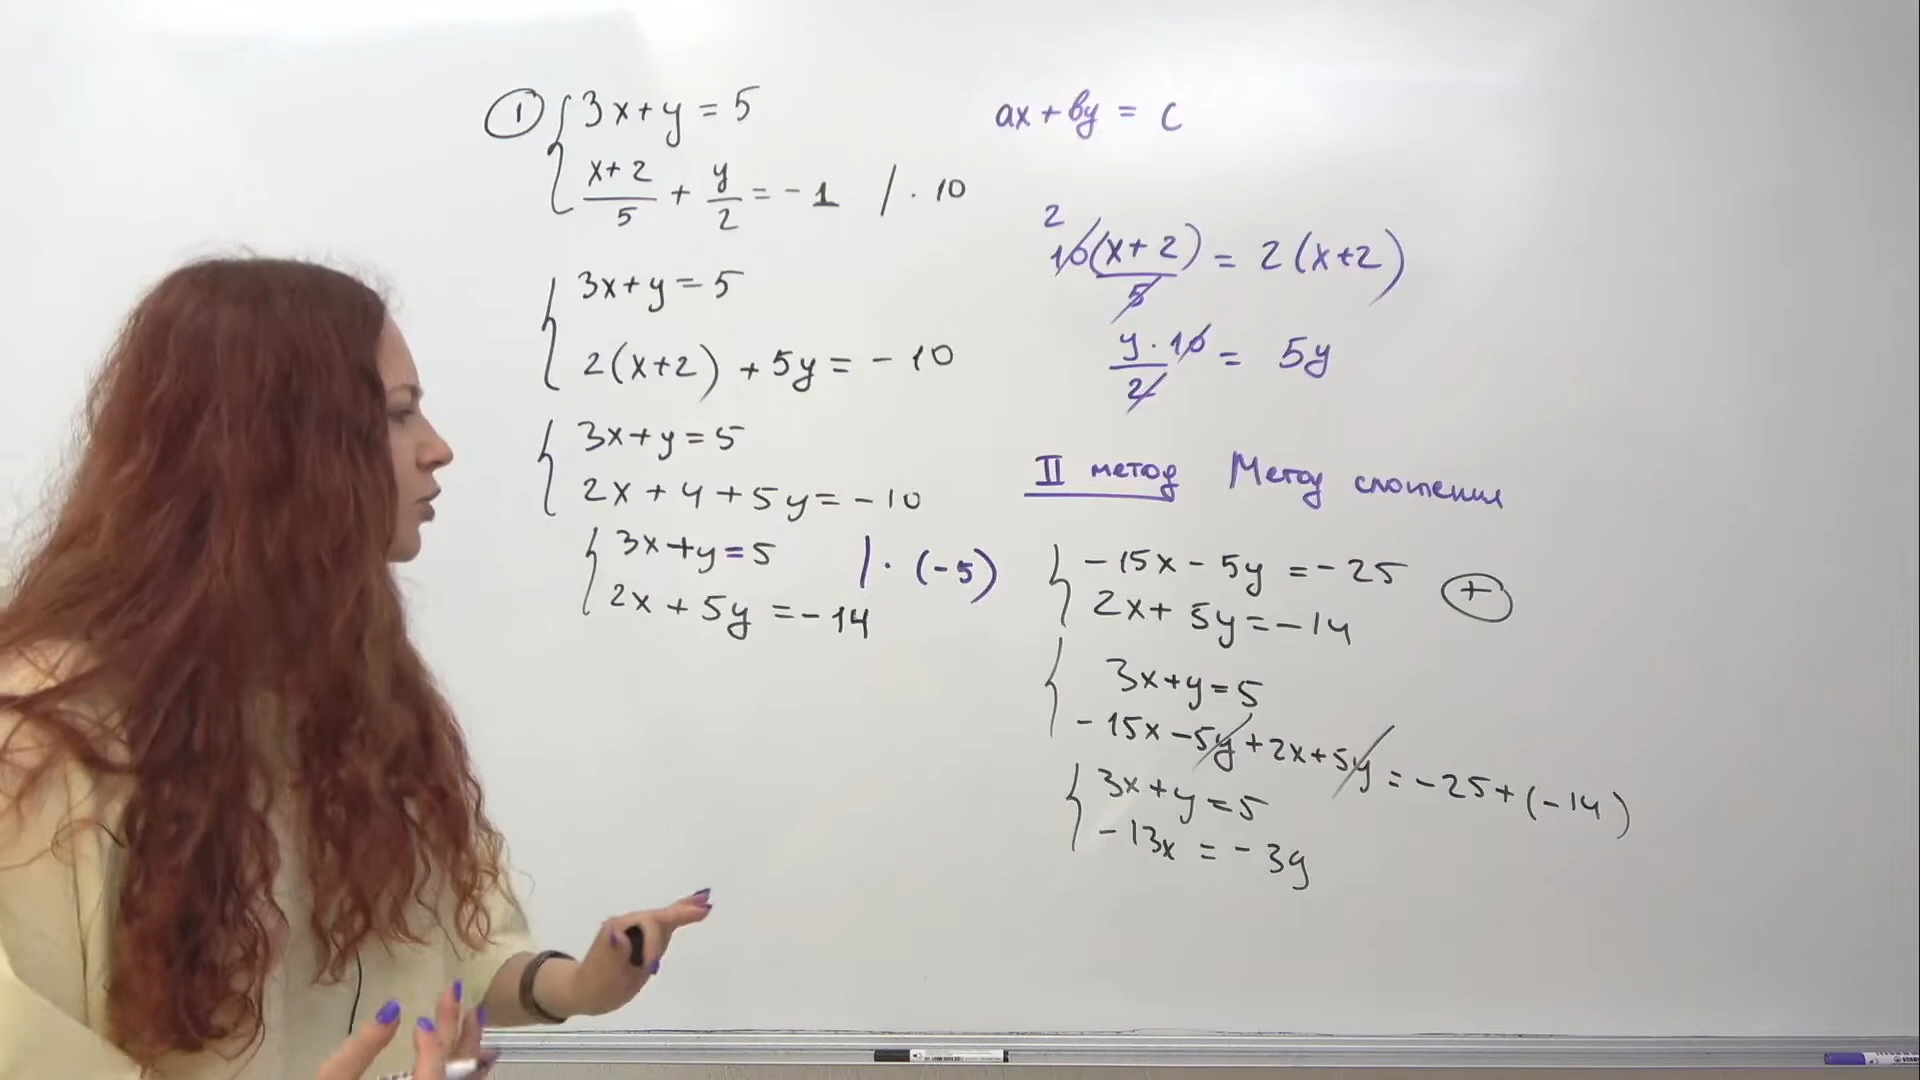 ① { 3x + y = 5
(x+2)/5 + y/2 = -1 / · 10
{ 3x + y = 5
2(x+2) + 5y = -10
{ 3x + y = 5
2x + 4 + 5y = -10
{ 3x + y = 5 | · (-5)
2x + 5y = -14
ax + by = c
2
10(x+2)/5 = 2(x+2)
y · 10/2 = 5y
II метод Метод сложения
{ -15x - 5y = -25 (+)
2x + 5y = -14
{ 3x + y = 5
-15x - 5y + 2x + 5y = -25 + (-14)
{ 3x + y = 5
-13x = -39